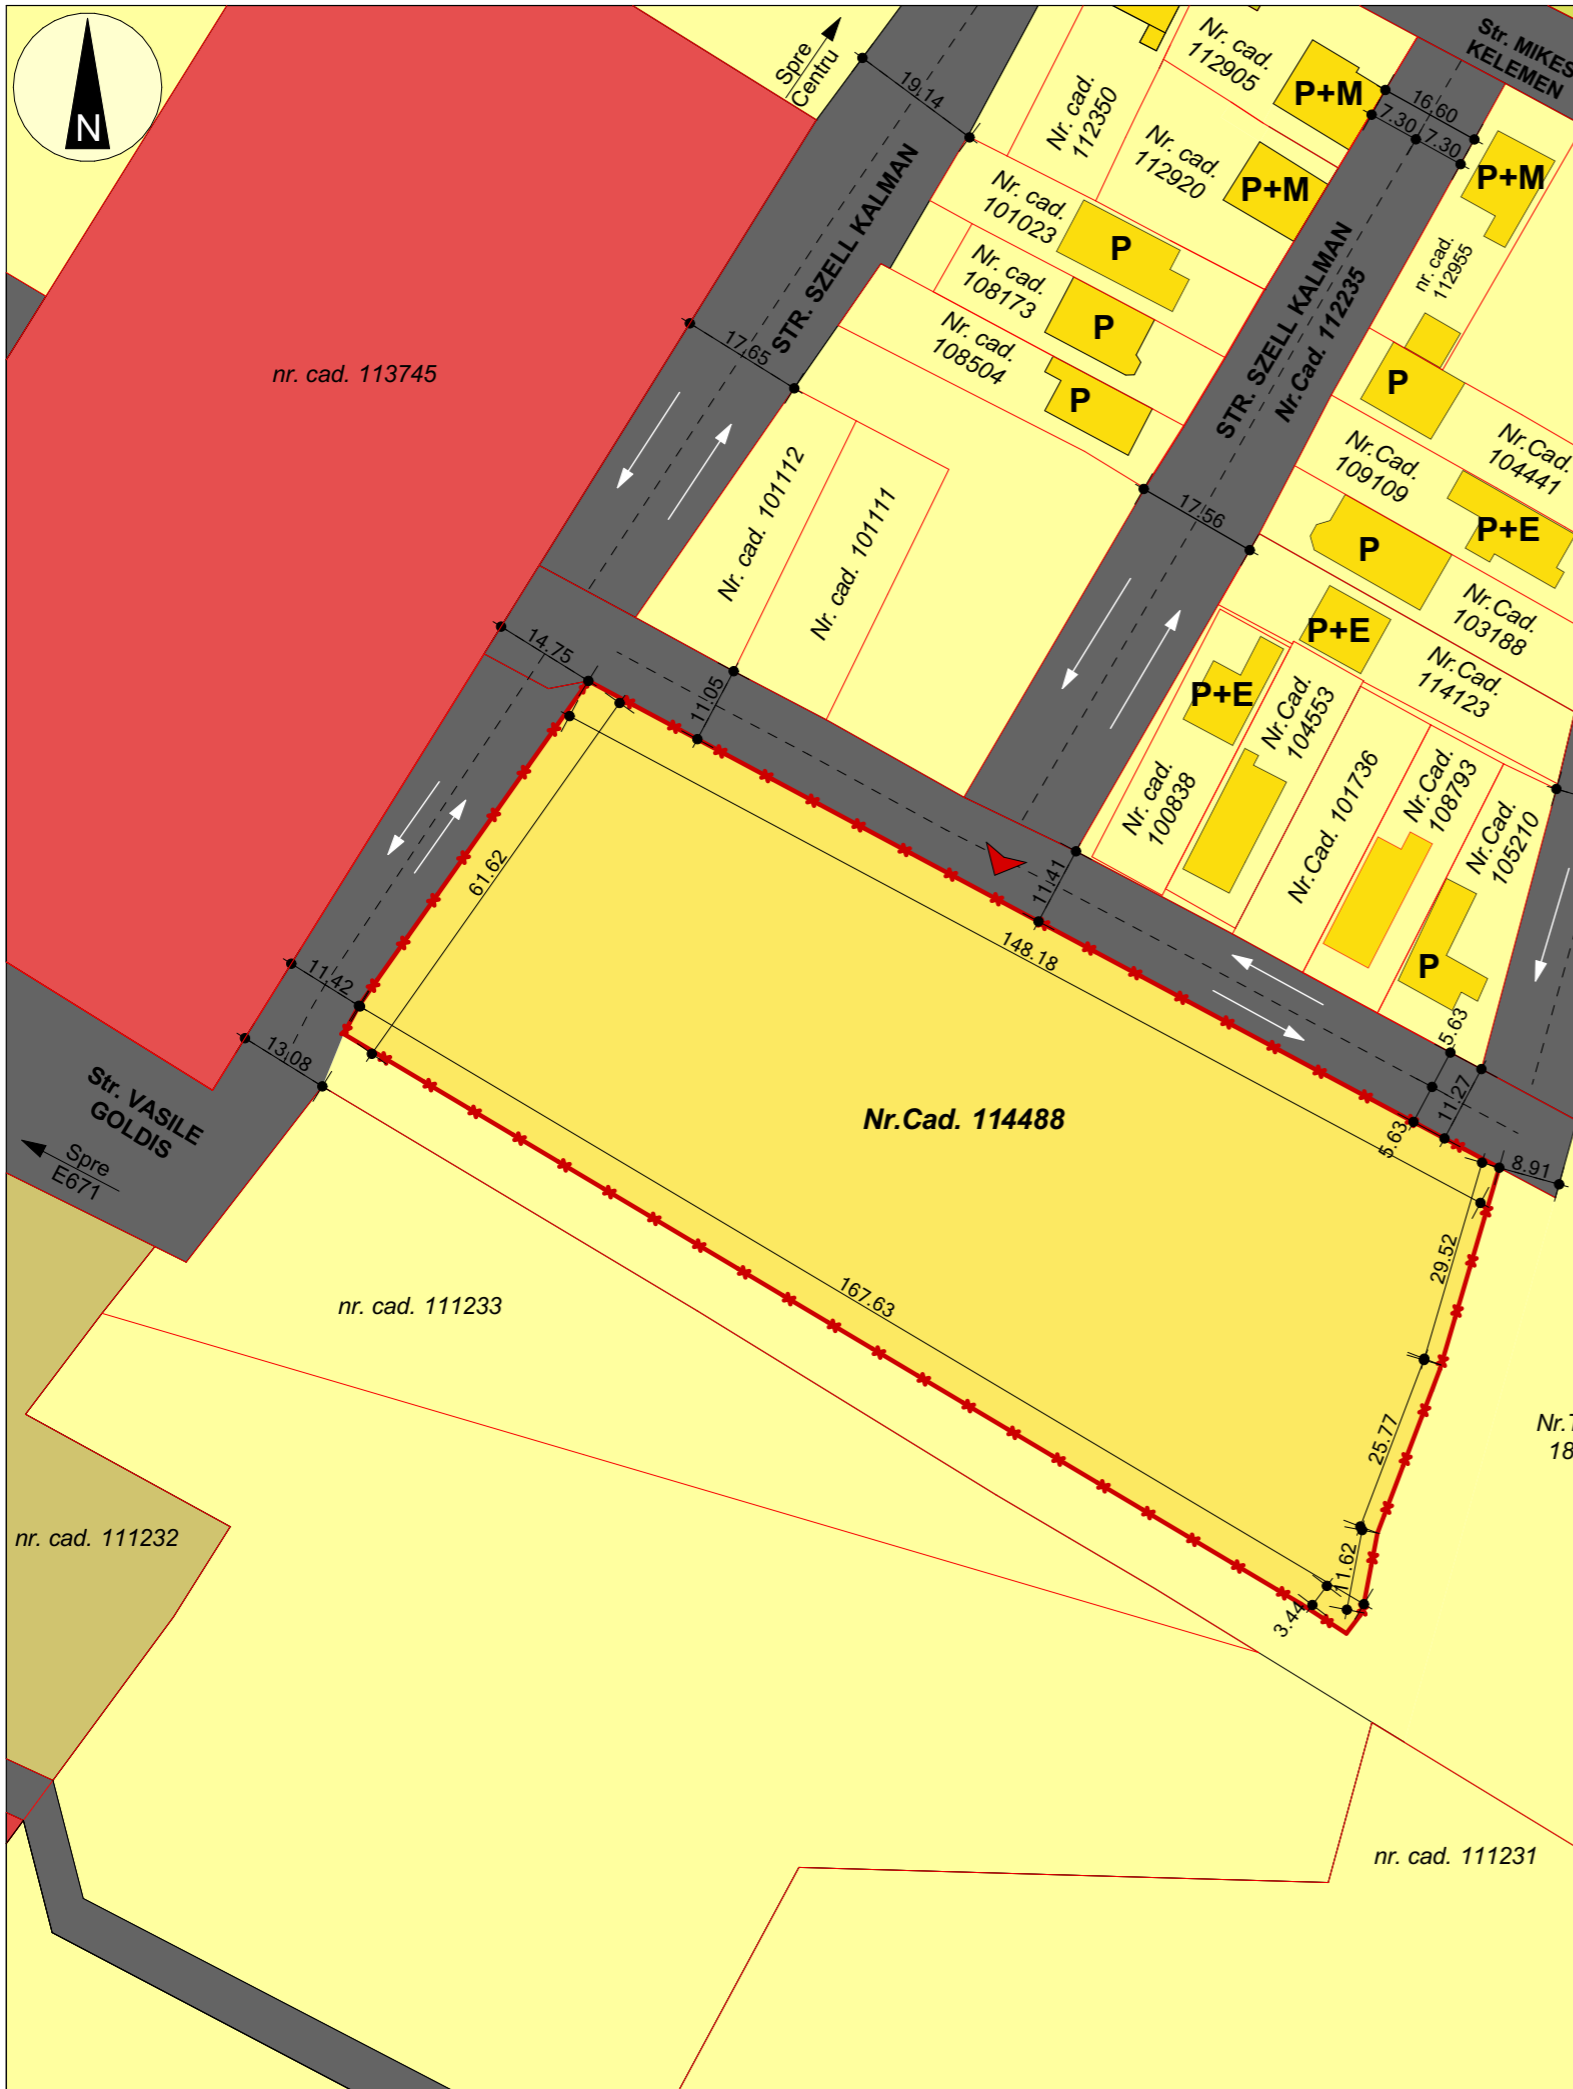 N
Spre
Centru
19.14
Nr. cad.
112350
Nr. cad.
112905
P+M
Str. MIKES
KELEMEN
16.60
7.30
7.30
P+M
Nr. cad.
112920
P+M
Nr. cad.
101023
P
nr. cad.
112955
STR. SZELL KALMAN
Nr. cad.
108173
P
STR. SZELL KALMAN
Nr.Cad. 112235
17.65
Nr. cad.
108504
P
P
nr. cad. 113745
Nr. cad. 101112
Nr. cad. 101111
17.56
Nr.Cad.
109109
Nr.Cad.
104441
P
P+E
Nr.Cad.
103188
P+E
Nr.Cad.
114123
14.75
11.05
P+E
Nr.Cad.
104553
Nr. cad.
100838
Nr.Cad. 101736
Nr.Cad.
108793
Nr.Cad.
105210
P
61.62
11.41
148.18
11.42
13.08
Str. VASILE
GOLDIS
Spre
E671
5.63
11.27
5.63
8.91
Nr.Cad. 114488
29.52
nr. cad. 111233
167.63
25.77
Nr.
18
nr. cad. 111232
11.62
3.44
nr. cad. 111231